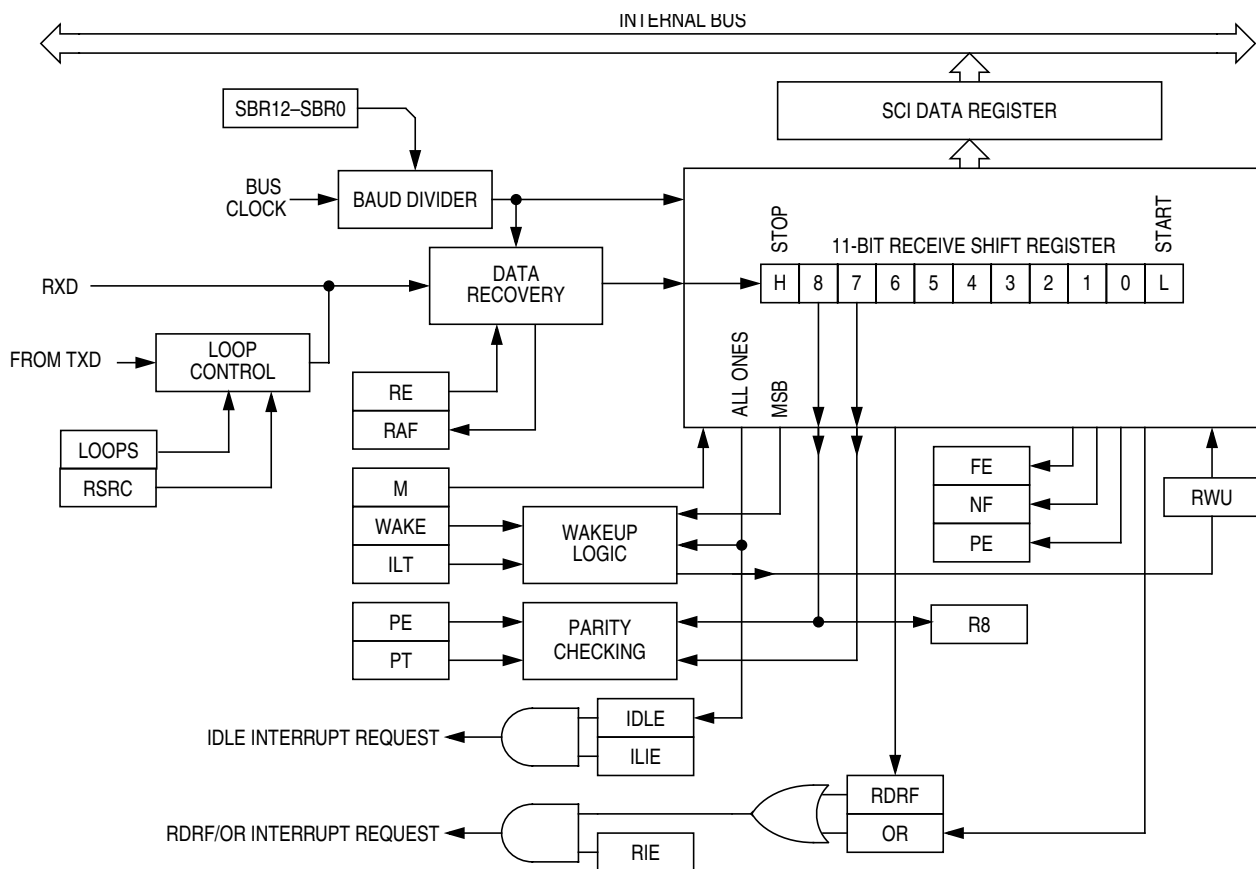 INTERNAL BUS
SBR12–SBR0
SCI DATA REGISTER
BUS
CLOCK
BAUD DIVIDER
STOP
11-BIT RECEIVE SHIFT REGISTER
START
H 8 7 6 5 4 3 2 1 0 L
RXD
DATA
RECOVERY
FROM TXD
LOOP
CONTROL
ALL ONES
MSB
RE
RAF
LOOPS
RSRC
M
WAKE
ILT
WAKEUP
LOGIC
FE
NF
PE
RWU
PE
PT
PARITY
CHECKING
R8
IDLE INTERRUPT REQUEST
IDLE
ILIE
RDRF/OR INTERRUPT REQUEST
RDRF
OR
RIE